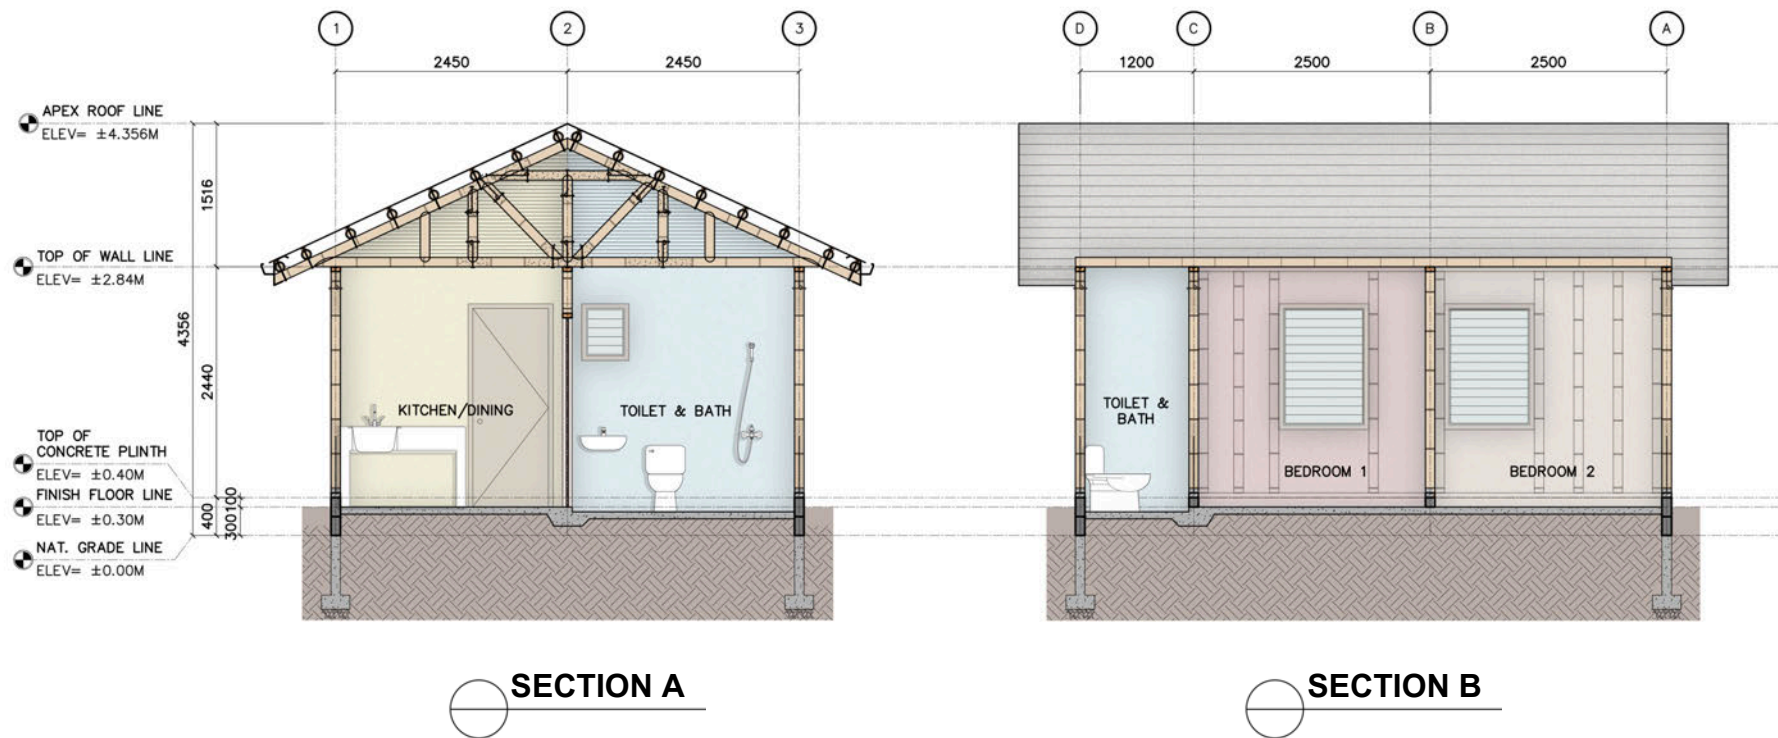 1
2
3
D
C
B
A
2450
2450
1200
2500
2500
APEX ROOF LINE
ELEV= ±4.356M
1516
TOP OF WALL LINE
ELEV= ±2.84M
4356
2440
KITCHEN/DINING
TOILET & BATH
TOILET &
BATH
BEDROOM 1
BEDROOM 2
TOP OF
CONCRETE PLINTH
ELEV= ±0.40M
FINISH FLOOR LINE
ELEV= ±0.30M
400
300
100
NAT. GRADE LINE
ELEV= ±0.00M
SECTION A
SECTION B